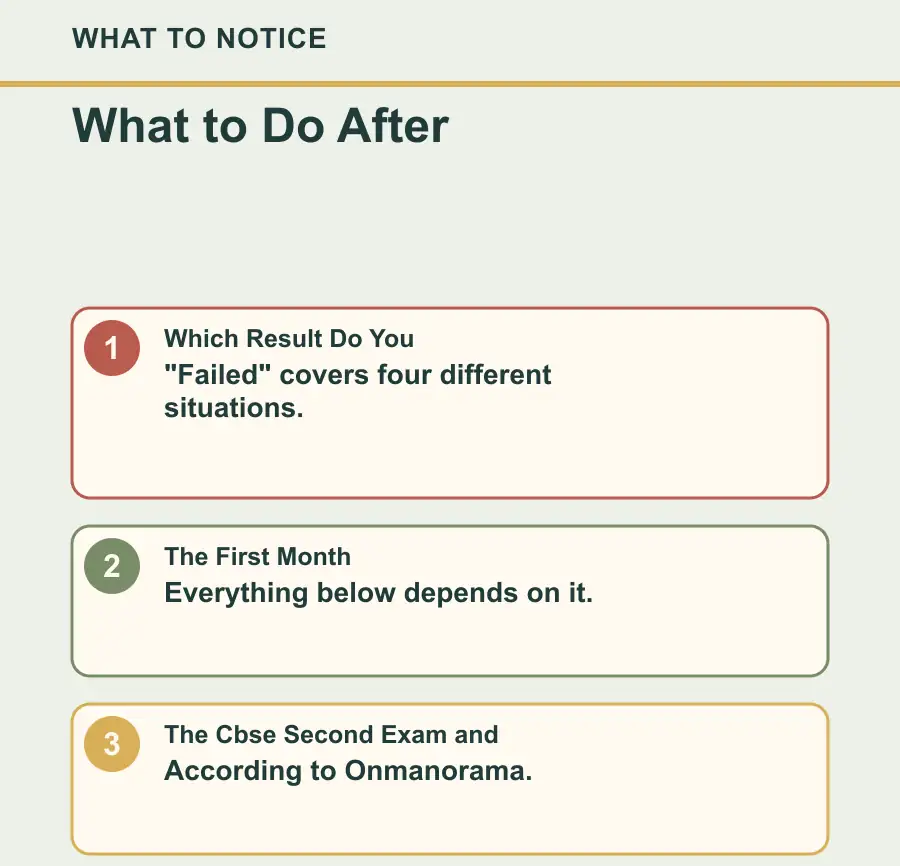 WHAT TO NOTICE
What to Do After
1
Which Result Do You
"Failed" covers four different
situations.
2
The First Month
Everything below depends on it.
3
The Cbse Second Exam and
According to Onmanorama.